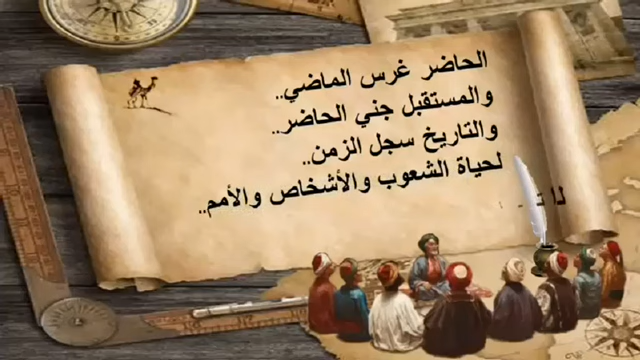 الحاضر غرس الماضي..
والمستقبل جني الحاضر..
والتاريخ سجل الزمن..
لحياة الشعوب والأشخاص والأمم..